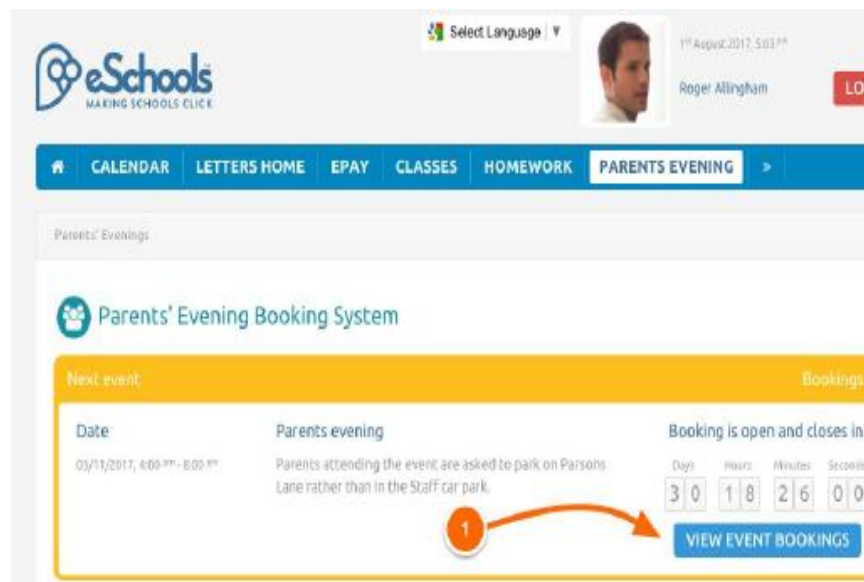 Select Language ▼
1st August 2017, 5:03 PM
eSchools
MAKING SCHOOLS CLICK
Roger Allingham
LO
CALENDAR LETTERS HOME EPAY CLASSES HOMEWORK PARENTS EVENING »
Parents' Evenings
Parents' Evening Booking System
Next event Bookings
Date Parents evening Booking is open and closes in
03/11/2017, 4:00 PM - 8:00 PM Parents attending the event are asked to park on Parsons
Lane rather than in the Staff car park.
Days Hours Minutes Seconds
3 0 1 8 2 6 0 0
1
VIEW EVENT BOOKINGS